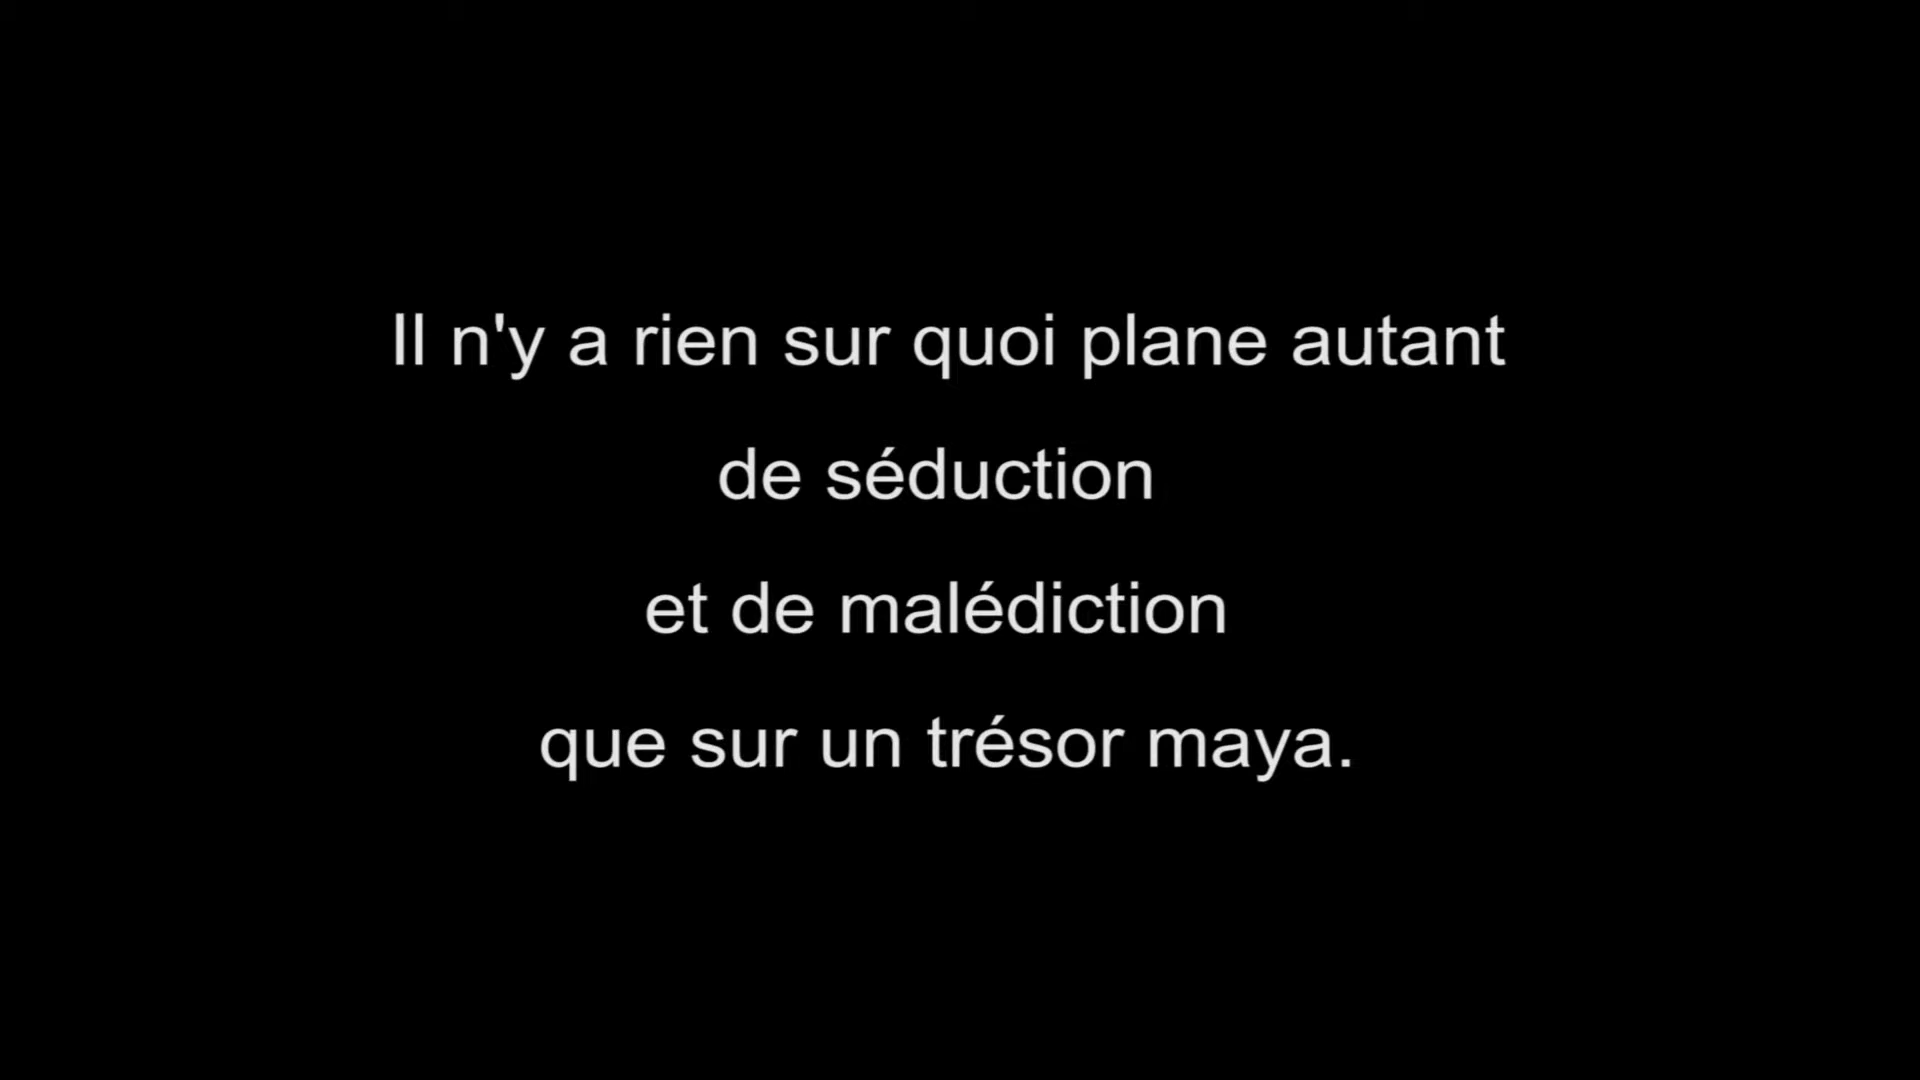 Il n'y a rien sur quoi plane autant
de séduction
et de malédiction
que sur un trésor maya.